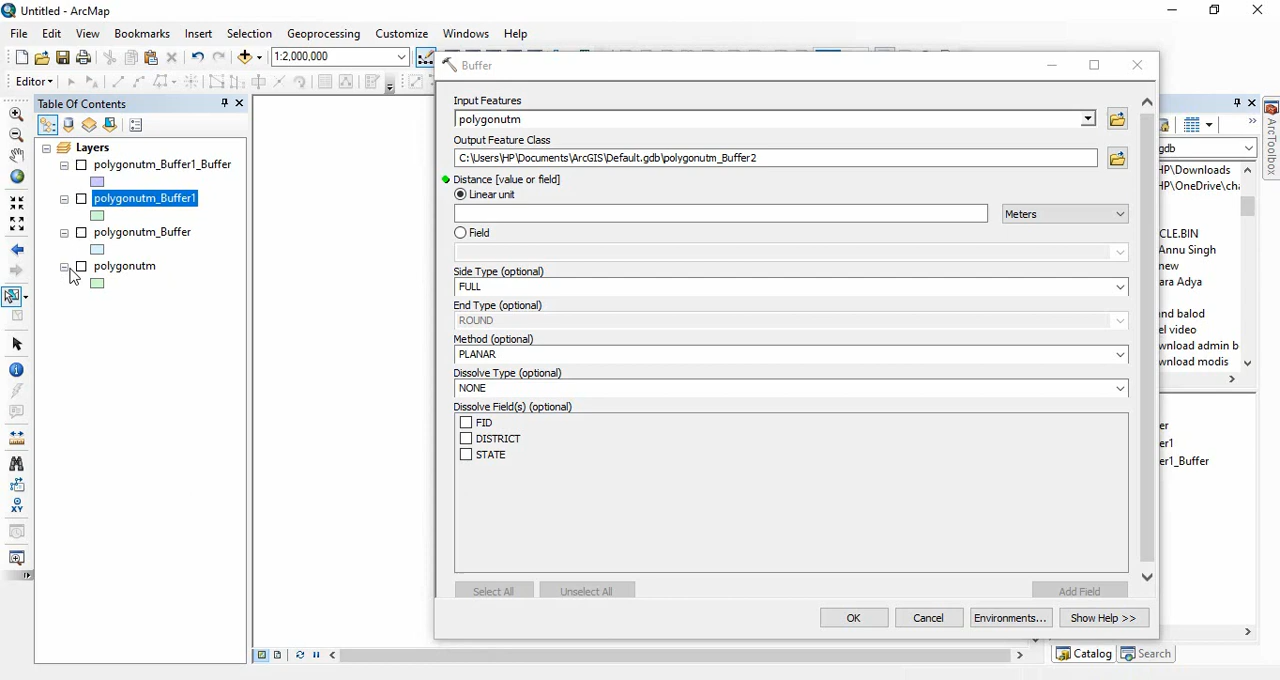 Untitled - ArcMap
File Edit View Bookmarks Insert Selection Geoprocessing Customize Windows Help
1:2,000,000
Editor
Table Of Contents
Layers
polygonutm_Buffer1_Buffer
polygonutm_Buffer1
polygonutm_Buffer
polygonutm
Buffer
Input Features
polygonutm
Output Feature Class
C:\Users\HP\Documents\ArcGIS\Default.gdb\polygonutm_Buffer2
Distance [value or field]
Linear unit
Meters
Field
Side Type (optional)
FULL
End Type (optional)
ROUND
Method (optional)
PLANAR
Dissolve Type (optional)
NONE
Dissolve Field(s) (optional)
FID
DISTRICT
STATE
Select All Unselect All Add Field
OK Cancel Environments... Show Help >>
gdb
HP\Downloads
HP\OneDrive\cha
CLE.BIN
Annu Singh
new
ara Adya
nd balod
el video
wnload admin b
wnload modis
er
er1
er1_Buffer
Catalog Search
ArcToolbox
XY